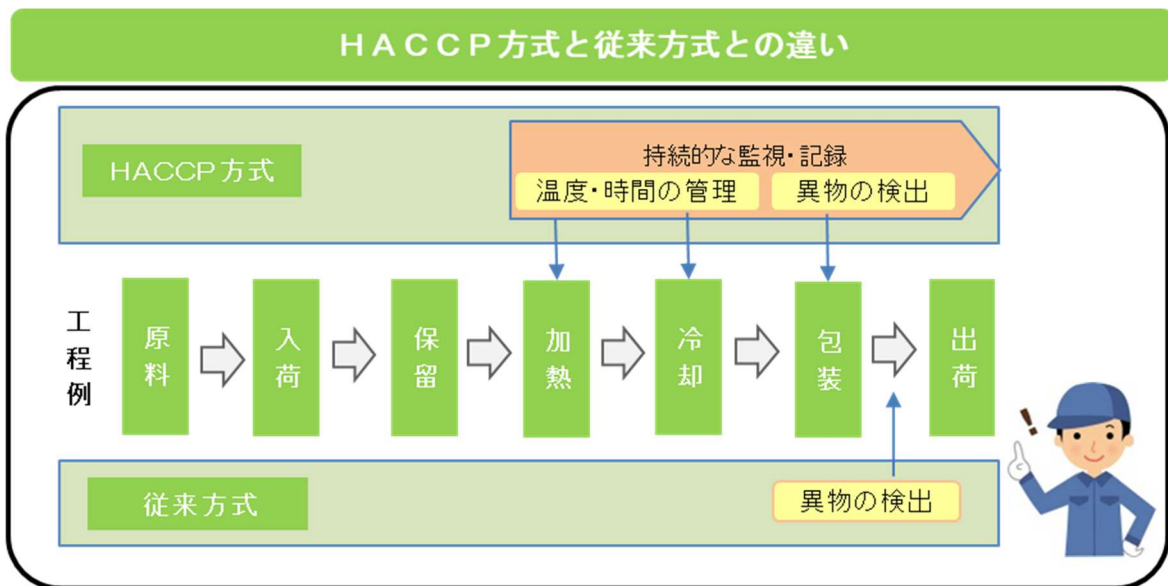 HACCP方式と従来方式との違い
HACCP方式
持続的な監視・記録
温度・時間の管理
異物の検出
工程例
原料
入荷
保留
加熱
冷却
包装
出荷
従来方式
異物の検出
!